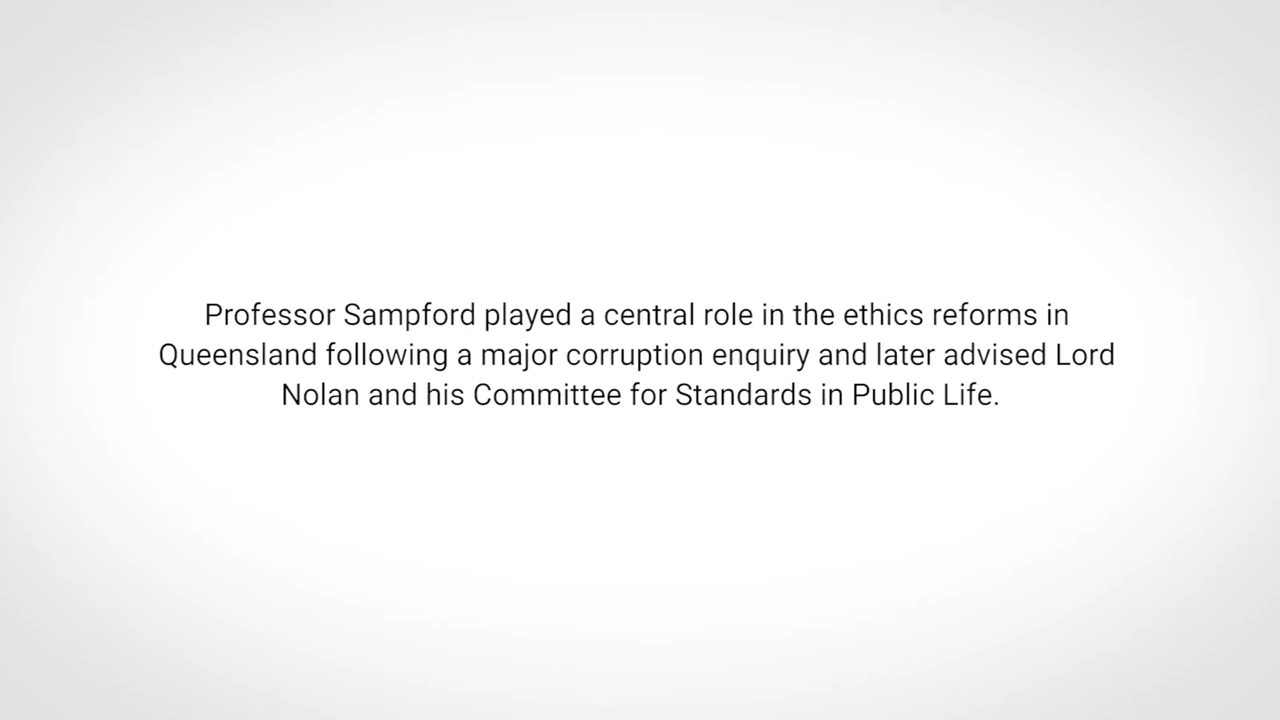 Professor Sampford played a central role in the ethics reforms in
Queensland following a major corruption enquiry and later advised Lord
Nolan and his Committee for Standards in Public Life.